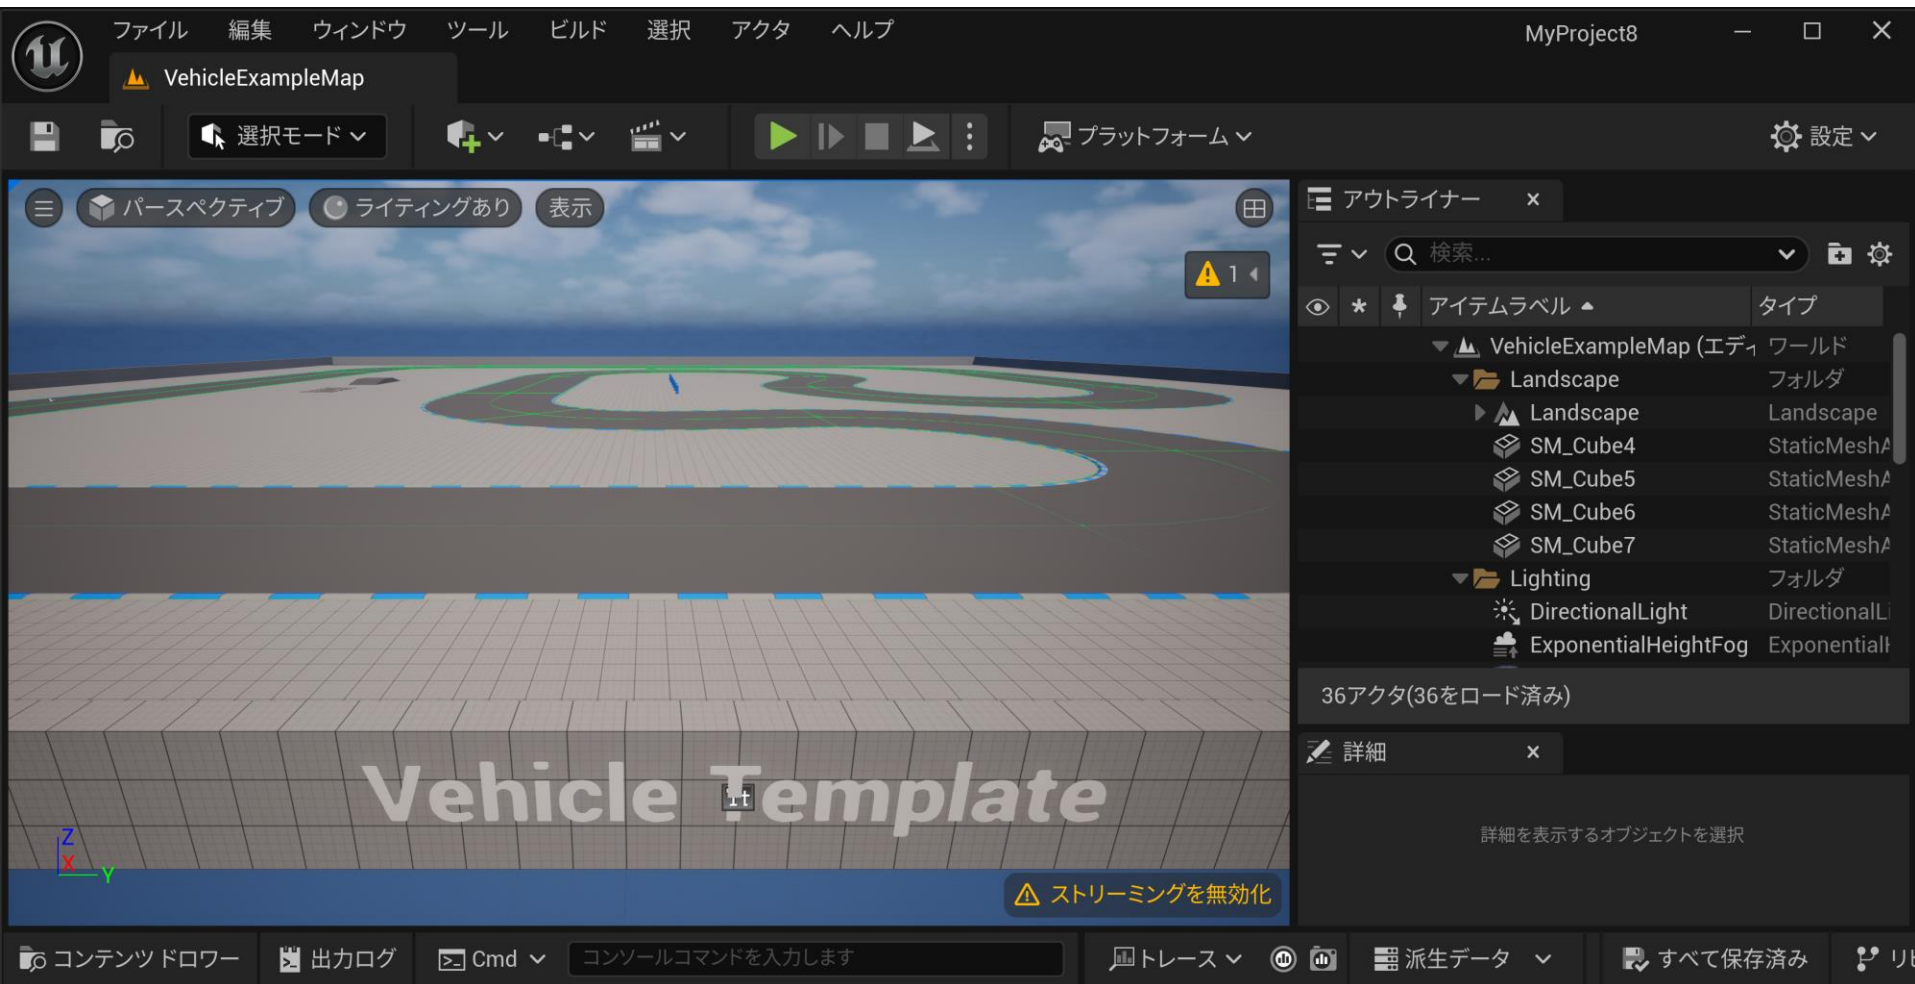 ファイル 編集 ウィンドウ ツール ビルド 選択 アクタ ヘルプ
MyProject8
VehicleExampleMap
選択モード
プラットフォーム
設定
パースペクティブ
ライティングあり
表示
1
アウトライナー
検索...
アイテムラベル タイプ
VehicleExampleMap (エディ ワールド
Landscape フォルダ
Landscape Landscape
SM_Cube4 StaticMeshA
SM_Cube5 StaticMeshA
SM_Cube6 StaticMeshA
SM_Cube7 StaticMeshA
Lighting フォルダ
DirectionalLight DirectionalLi
ExponentialHeightFog Exponential
36アクタ(36をロード済み)
詳細
詳細を表示するオブジェクトを選択
Vehicle Template
Z
X
Y
ストリーミングを無効化
コンテンツ ドロワー
出力ログ
Cmd
コンソールコマンドを入力します
トレース
派生データ
すべて保存済み
リ